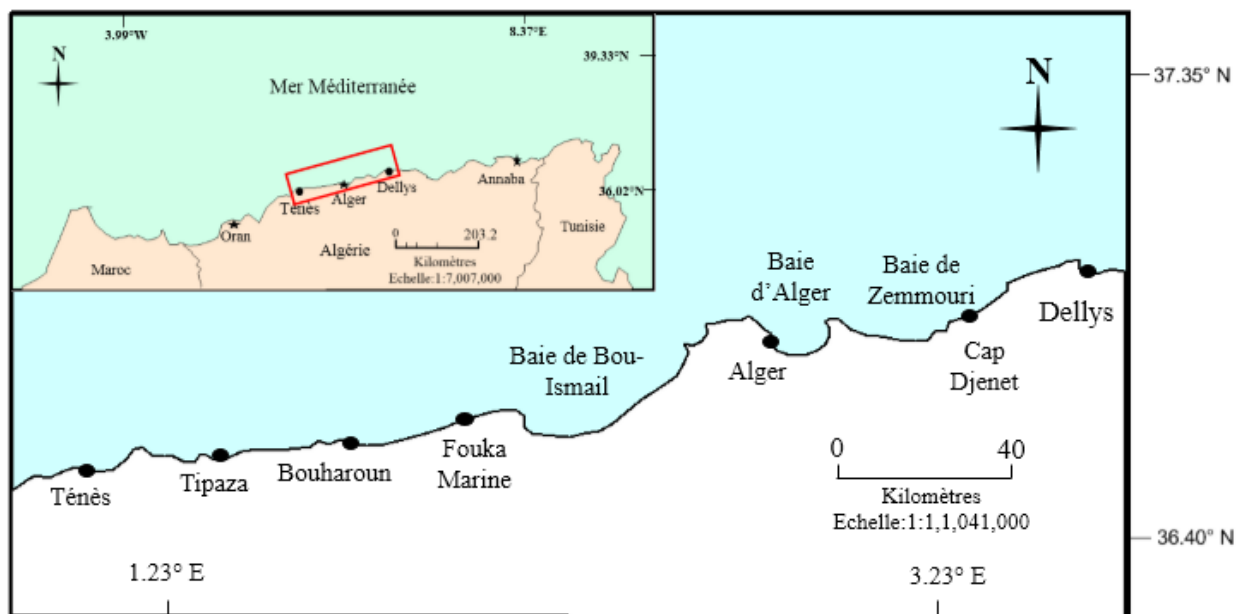 3.99°W
8.37°E
N
39.33°N
Mer Méditerranée
36.02°N
Ténès
Alger
Dellys
Annaba
Oran
Algérie
Maroc
Tunisie
0 203.2
Kilomètres
Echelle:1:7,007,000
N
37.35° N
Baie
d’Alger
Baie de
Zemmouri
Dellys
Baie de Bou-
Ismail
Alger
Cap
Djenet
Fouka
Marine
Bouharoun
Tipaza
Ténès
0 40
Kilomètres
Echelle:1:1,1,041,000
36.40° N
1.23° E
3.23° E